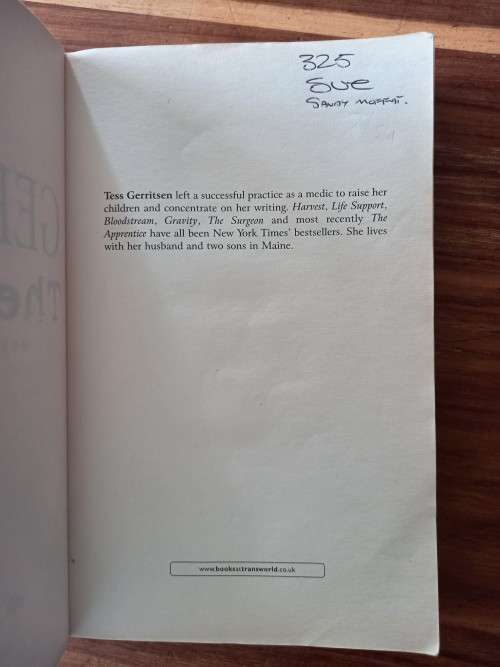 325
Sue
Sandy Moffat.
Tess Gerritsen left a successful practice as a medic to raise her
children and concentrate on her writing. Harvest, Life Support,
Bloodstream, Gravity, The Surgeon and most recently The
Apprentice have all been New York Times' bestsellers. She lives
with her husband and two sons in Maine.
www.booksattransworld.co.uk